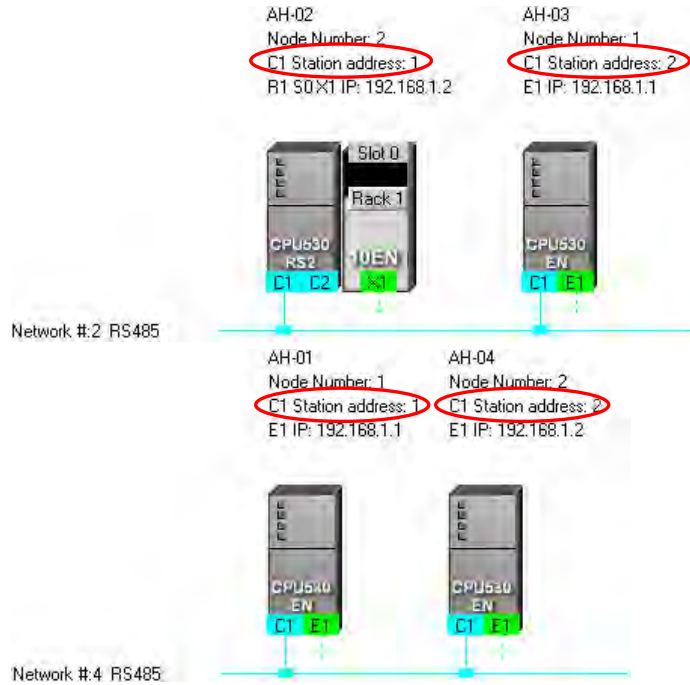 AH-02
Node Number: 2
C1 Station address: 1
R1 S0 X1 IP: 192.168.1.2
AH-03
Node Number: 1
C1 Station address: 2
E1 IP: 192.168.1.1
Slot 0
Rack 1
CPU530
RS2
10EN
C1 C2
X1
CPU530
EN
C1 E1
Network #:2 RS485
AH-01
Node Number: 1
C1 Station address: 1
E1 IP: 192.168.1.1
AH-04
Node Number: 2
C1 Station address: 2
E1 IP: 192.168.1.2
CPU530
EN
C1 E1
CPU530
EN
C1 E1
Network #:4 RS485